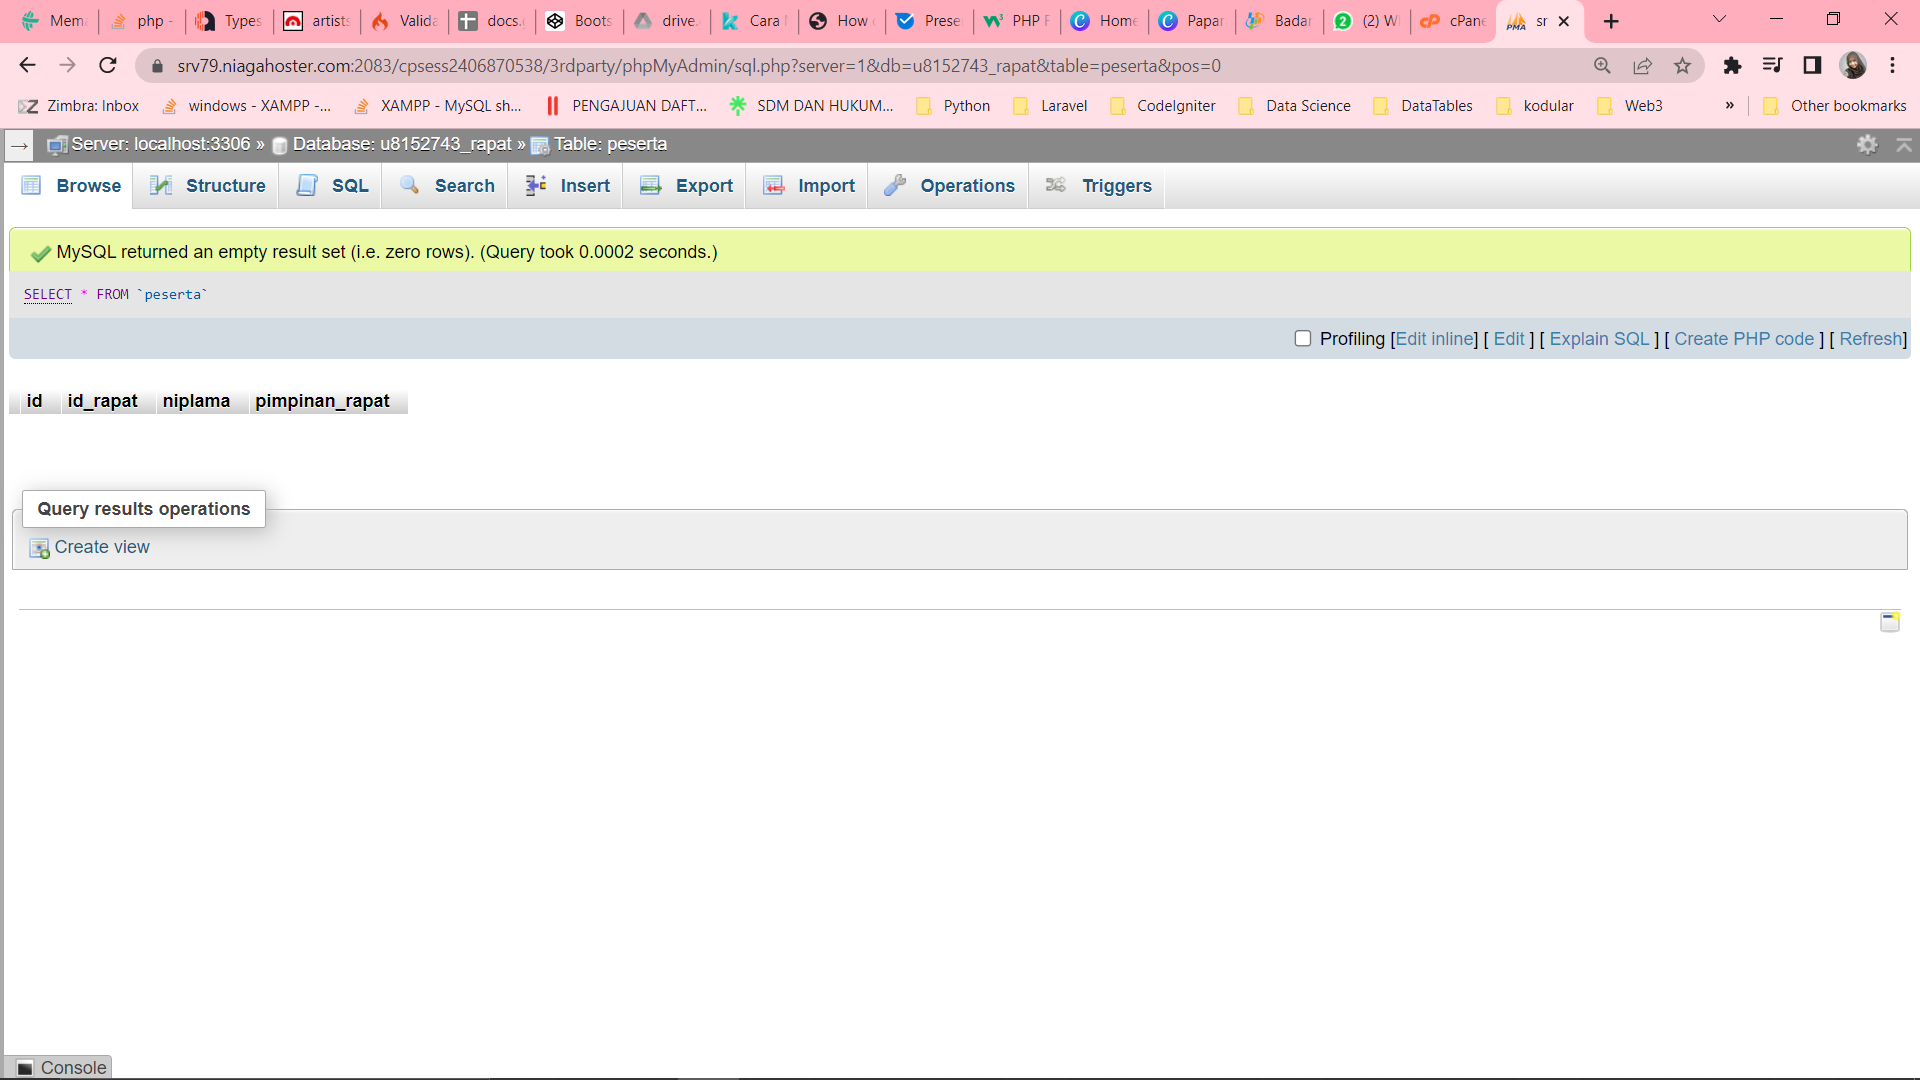 Mema php - Types artists Valida docs.g Boots drive. Cara How Prese PHP F Home Papar Badar (2) W cPane sr
srv79.niagahoster.com:2083/cpsess2406870538/3rdparty/phpMyAdmin/sql.php?server=1&db=u8152743_rapat&table=peserta&pos=0
Zimbra: Inbox windows - XAMPP -... XAMPP - MySQL sh... PENGAJUAN DAFT... SDM DAN HUKUM... Python Laravel CodeIgniter Data Science DataTables kodular Web3 » Other bookmarks
→ Server: localhost:3306 » Database: u8152743_rapat » Table: peserta
Browse Structure SQL Search Insert Export Import Operations Triggers
MySQL returned an empty result set (i.e. zero rows). (Query took 0.0002 seconds.)
SELECT * FROM `peserta`
Profiling [Edit inline] [ Edit ] [ Explain SQL ] [ Create PHP code ] [ Refresh]
id id_rapat niplama pimpinan_rapat
Query results operations
Create view
Console